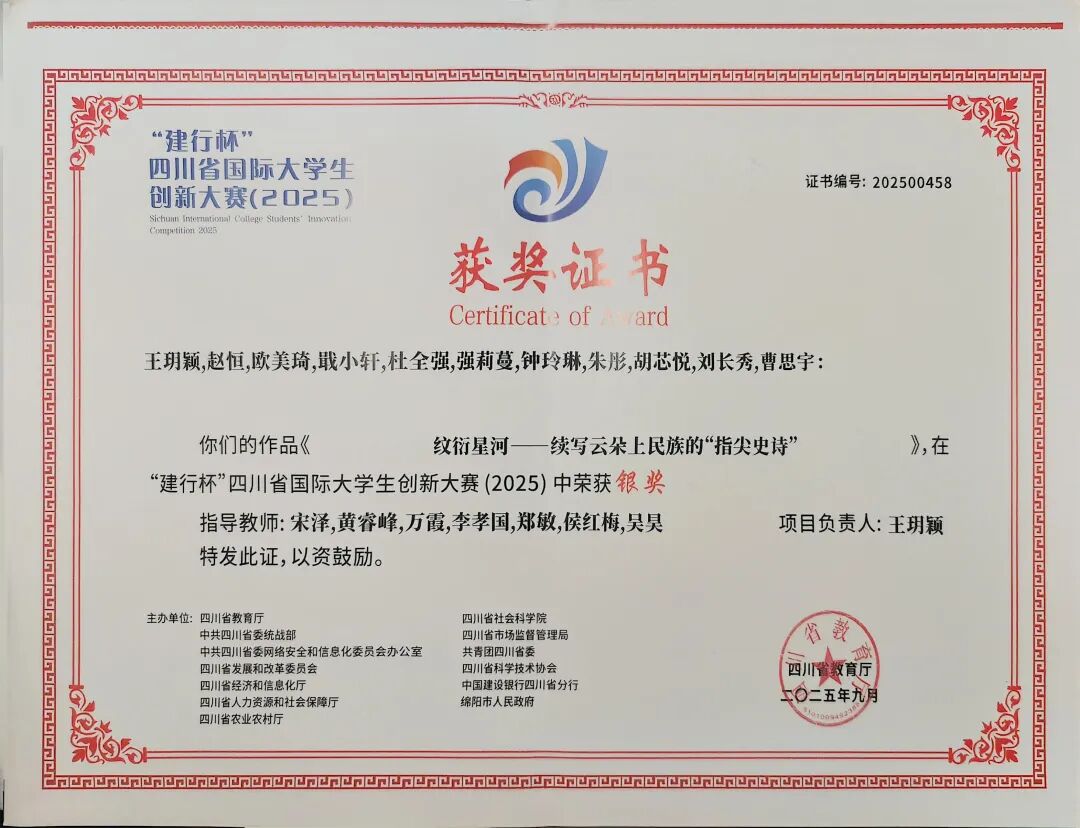 “建行杯”
四川省国际大学生
创新大赛(2025)
Sichuan International College Students' Innovation
Competition 2025
证书编号: 202500458
获奖证书
Certificate of Award
王玥颖,赵恒,欧美琦,戢小轩,杜全强,强莉蔓,钟玲琳,朱彤,胡芯悦,刘长秀,曹思宇:
你们的作品《 纹衍星河——续写云朵上民族的“指尖史诗” 》,在
“建行杯”四川省国际大学生创新大赛 (2025) 中荣获 银奖
指导教师: 宋泽,黄睿峰,万霞,李孝国,郑敏,侯红梅,吴昊 项目负责人: 王玥颖
特发此证,以资鼓励。
主办单位: 四川省教育厅 四川省社会科学院
中共四川省委统战部 四川省市场监督管理局
中共四川省委网络安全和信息化委员会办公室 共青团四川省委
四川省发展和改革委员会 四川省科学技术协会
四川省经济和信息化厅 中国建设银行四川省分行
四川省人力资源和社会保障厅 绵阳市人民政府
四川省农业农村厅
四川省教育厅
四川省教育厅
二〇二五年九月